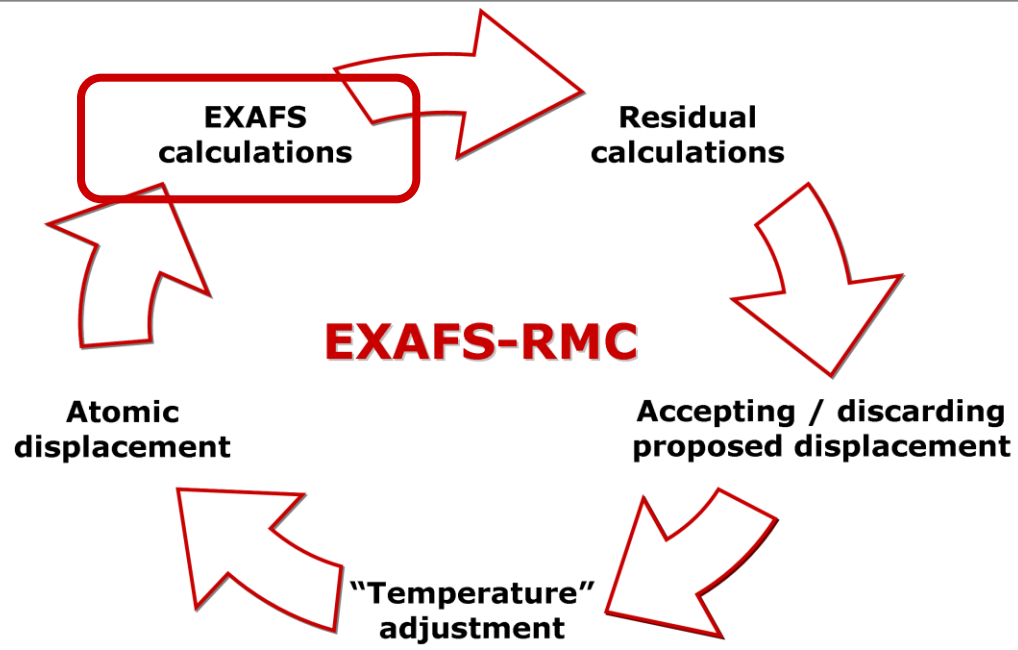 EXAFS
calculations
Residual
calculations
EXAFS-RMC
Atomic
displacement
Accepting / discarding
proposed displacement
“Temperature”
adjustment